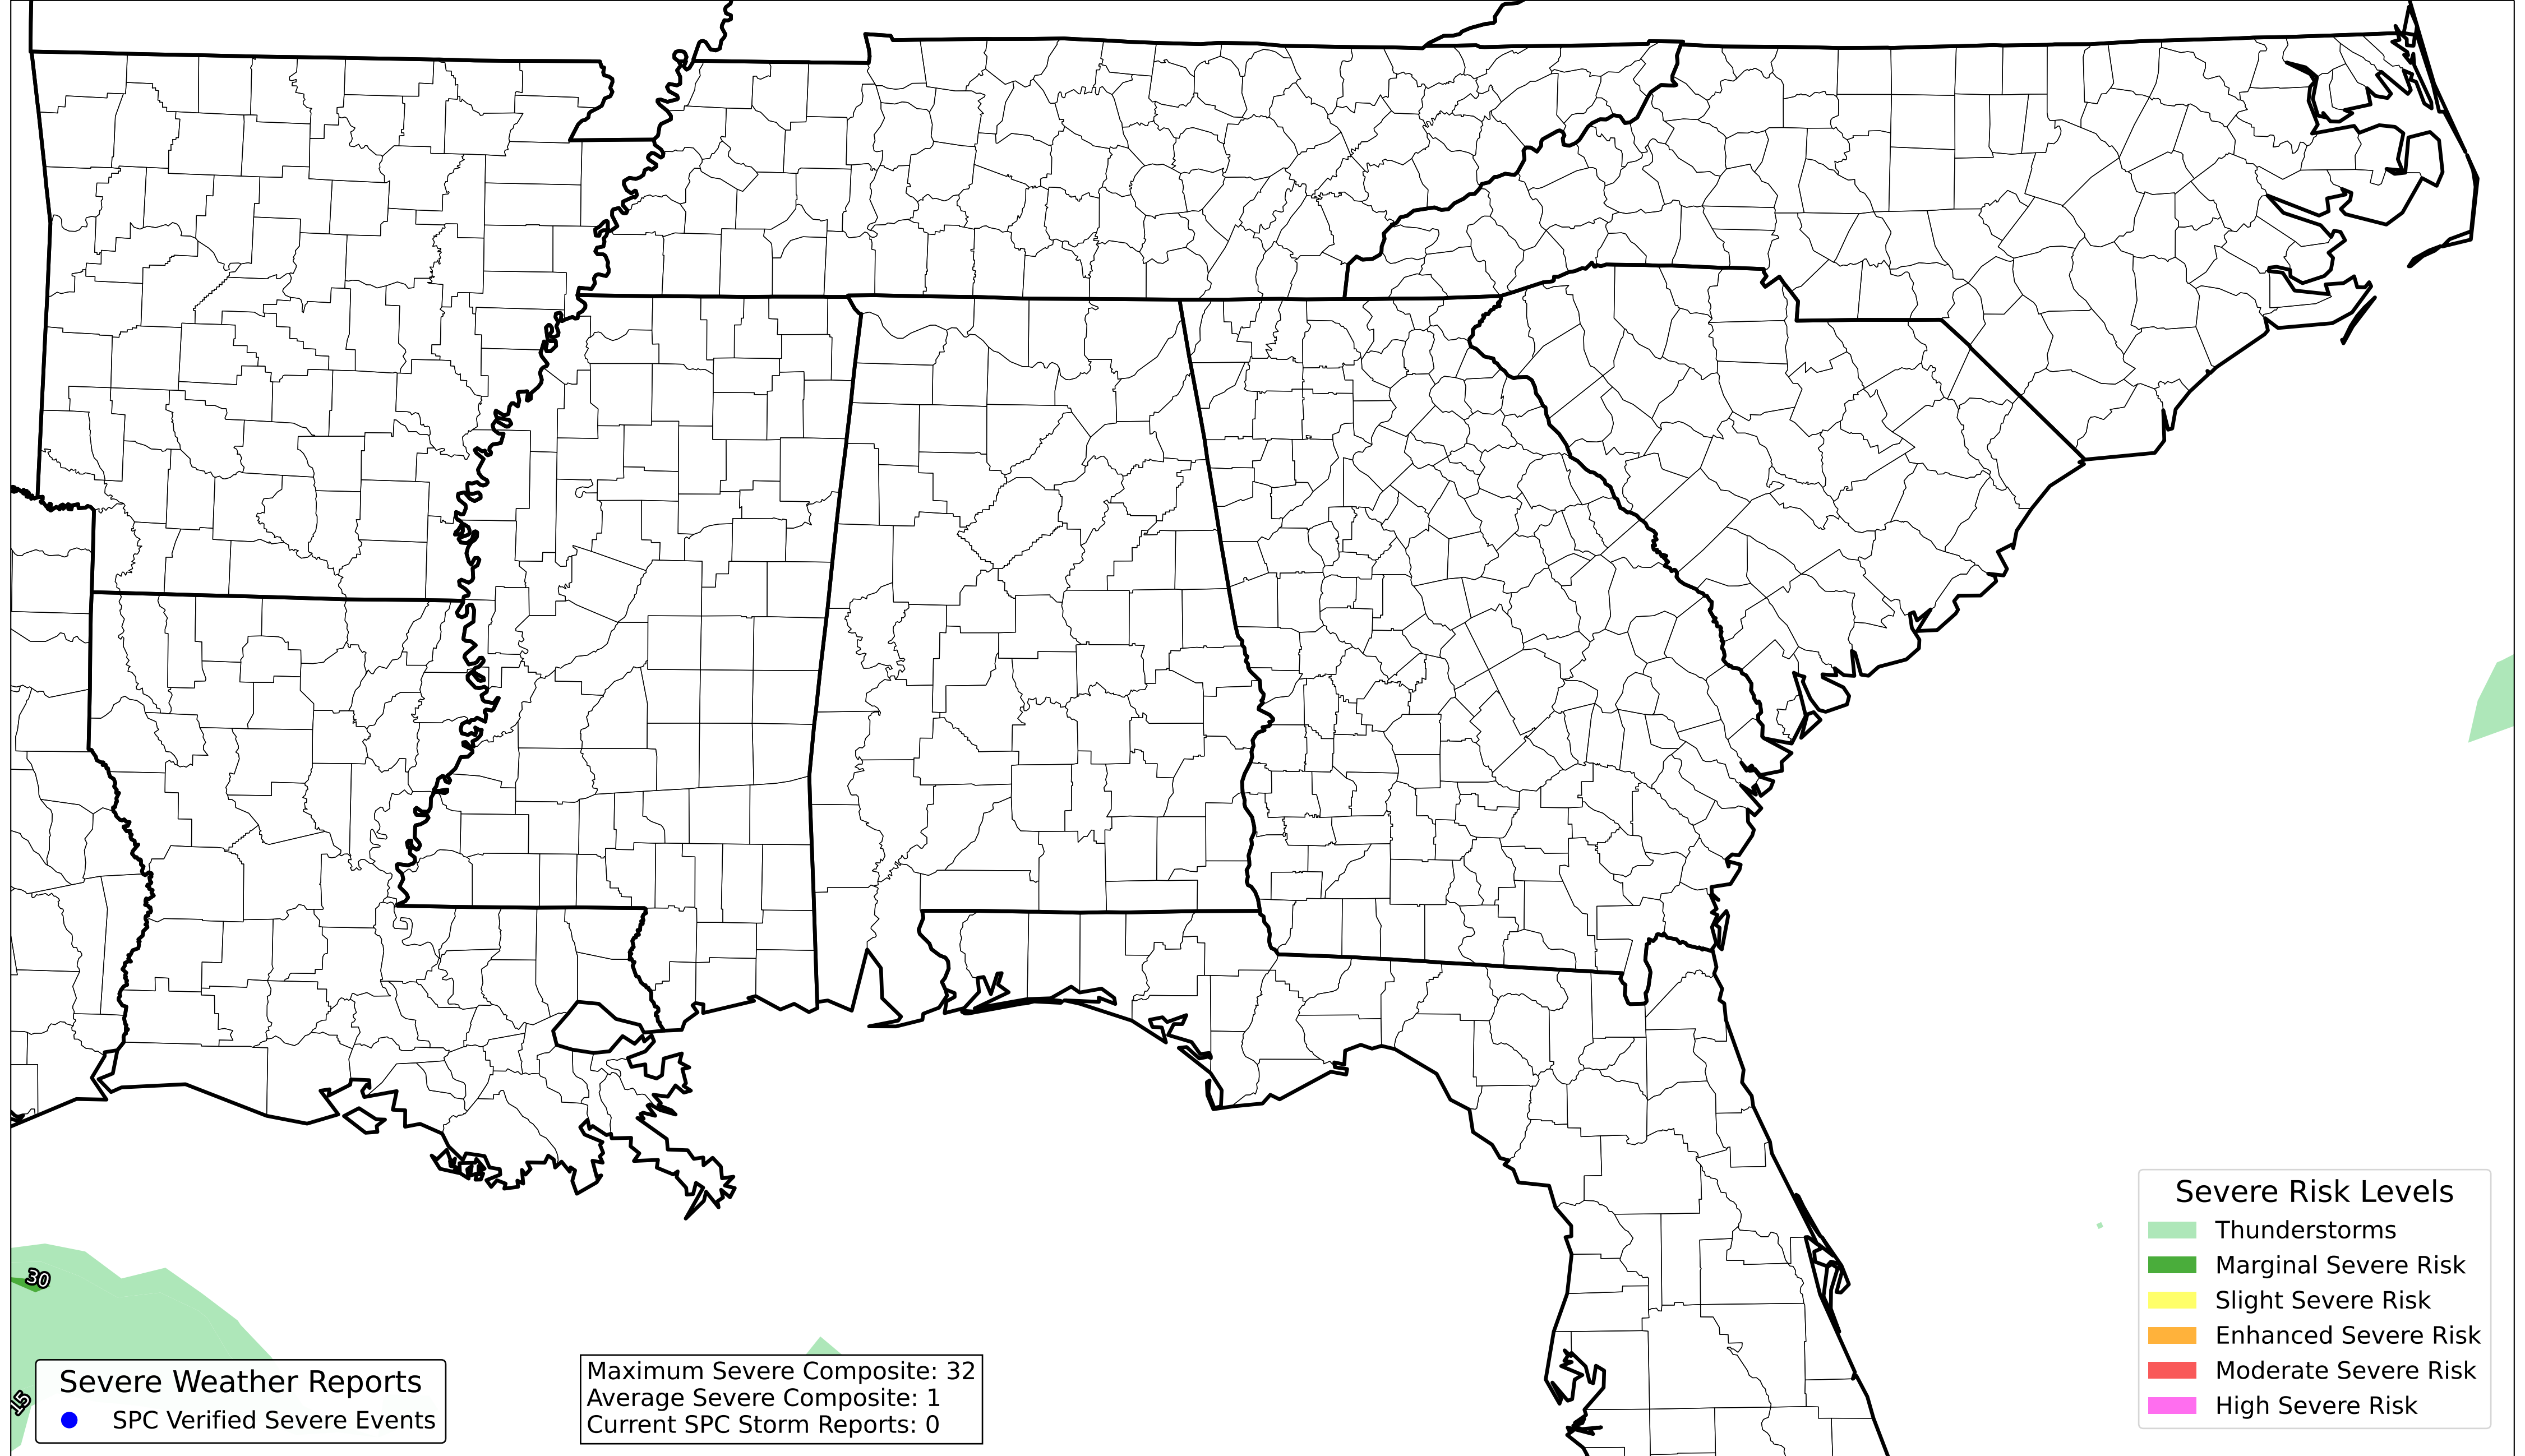 30
15
Severe Weather Reports
SPC Verified Severe Events
Maximum Severe Composite: 32
Average Severe Composite: 1
Current SPC Storm Reports: 0
Severe Risk Levels
Thunderstorms
Marginal Severe Risk
Slight Severe Risk
Enhanced Severe Risk
Moderate Severe Risk
High Severe Risk